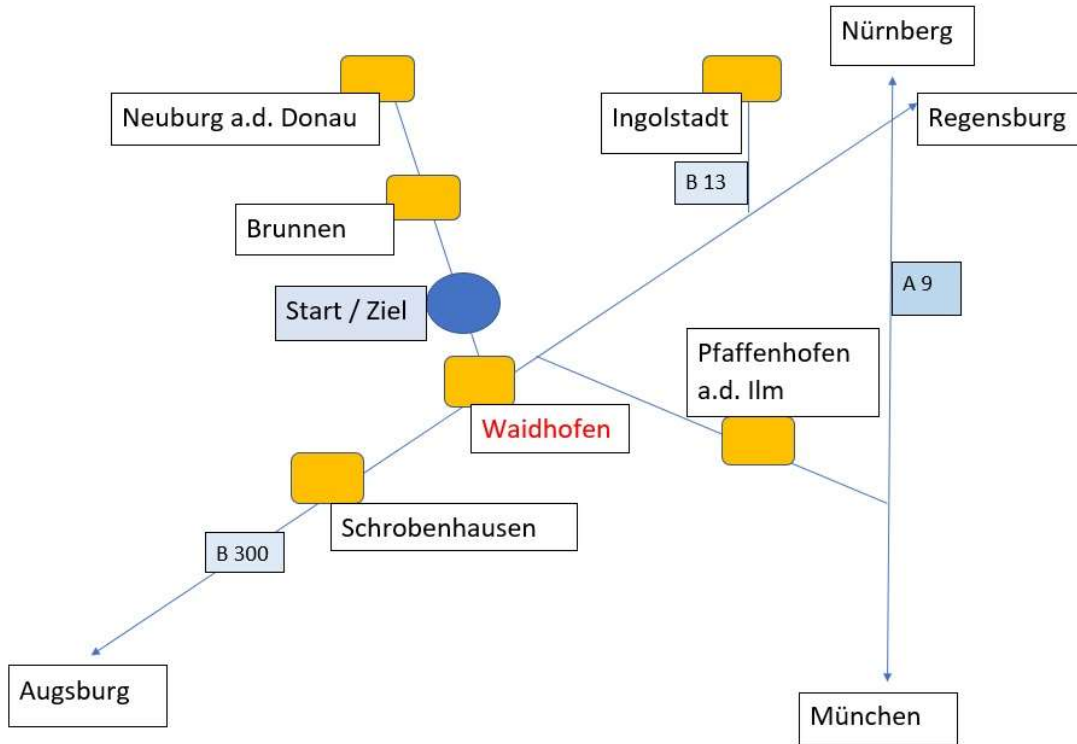 Nürnberg
Neuburg a.d. Donau
Ingolstadt
Regensburg
B 13
Brunnen
A 9
Start / Ziel
Pfaffenhofen
a.d. Ilm
Waidhofen
Schrobenhausen
B 300
Augsburg
München